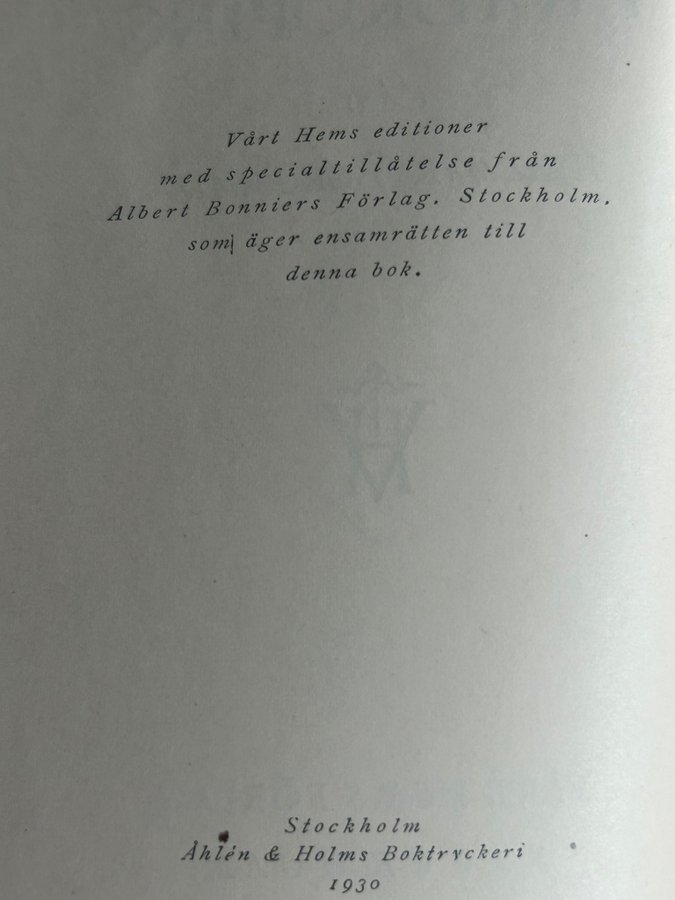 Vårt Hems editioner
med specialtillåtelse från
Albert Bonniers Förlag. Stockholm.
som äger ensamrätten till
denna bok.
Stockholm
Åhlén & Holms Boktryckeri
1930